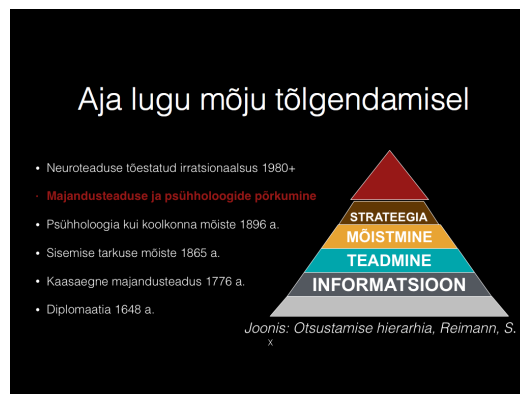 Aja lugu mõju tõlgendamisel
• Neuroteaduse tõestatud irratsionaalsus 1980+
• Majandusteaduse ja psühholoogide põrkumine
• Psühholoogia kui koolkonna mõiste 1896 a.
• Sisemise tarkuse mõiste 1865 a.
• Kaasaegne majandusteadus 1776 a.
• Diplomaatia 1648 a.
STRATEEGIA
MÕISTMINE
TEADMINE
INFORMATSIOON
Joonis: Otsustamise hierarhia, Reimann, S.
x